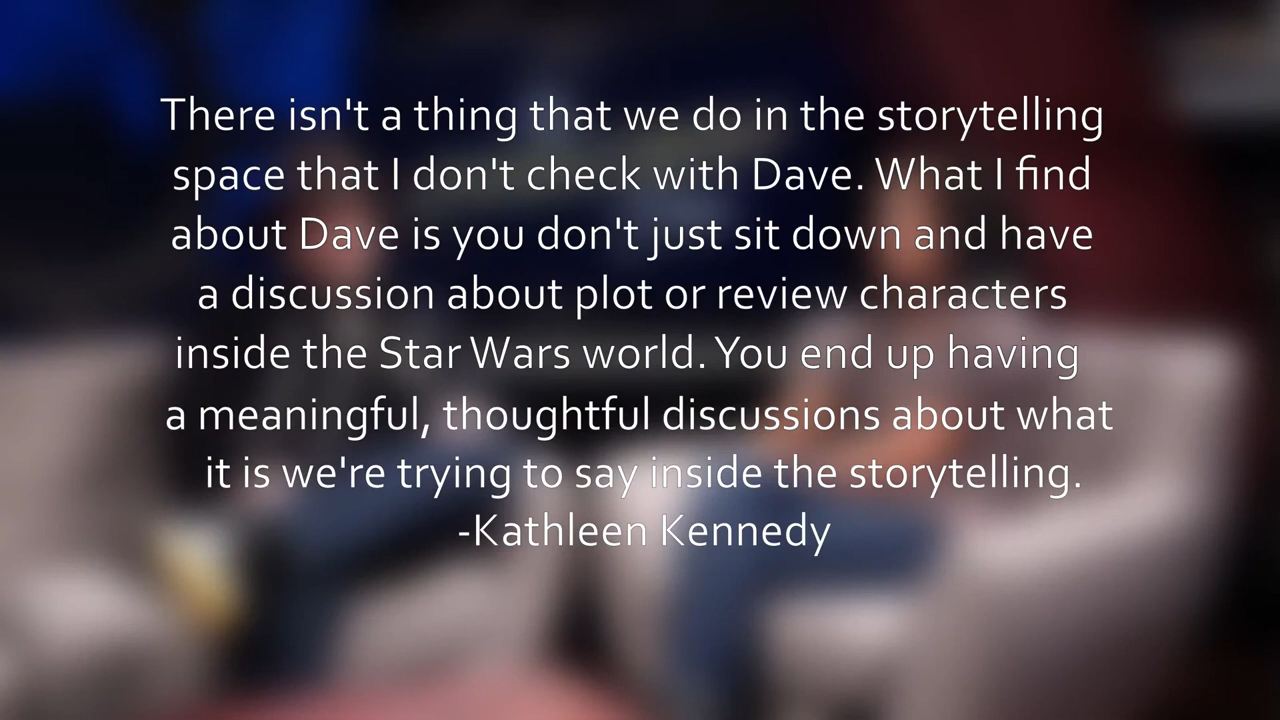 There isn't a thing that we do in the storytelling
space that I don't check with Dave. What I find
about Dave is you don't just sit down and have
a discussion about plot or review characters
inside the Star Wars world. You end up having
a meaningful, thoughtful discussions about what
it is we're trying to say inside the storytelling.
-Kathleen Kennedy